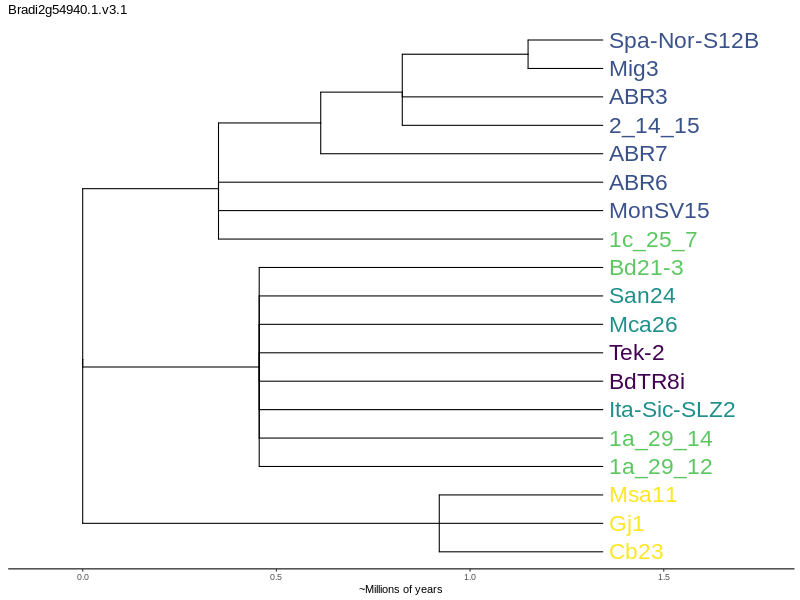 Bradi2g54940.1.v3.1
Spa-Nor-S12B
Mig3
ABR3
2_14_15
ABR7
ABR6
MonSV15
1c_25_7
Bd21-3
San24
Mca26
Tek-2
BdTR8i
Ita-Sic-SLZ2
1a_29_14
1a_29_12
Msa11
Gj1
Cb23
0.0 0.5 1.0 1.5
~Millions of years